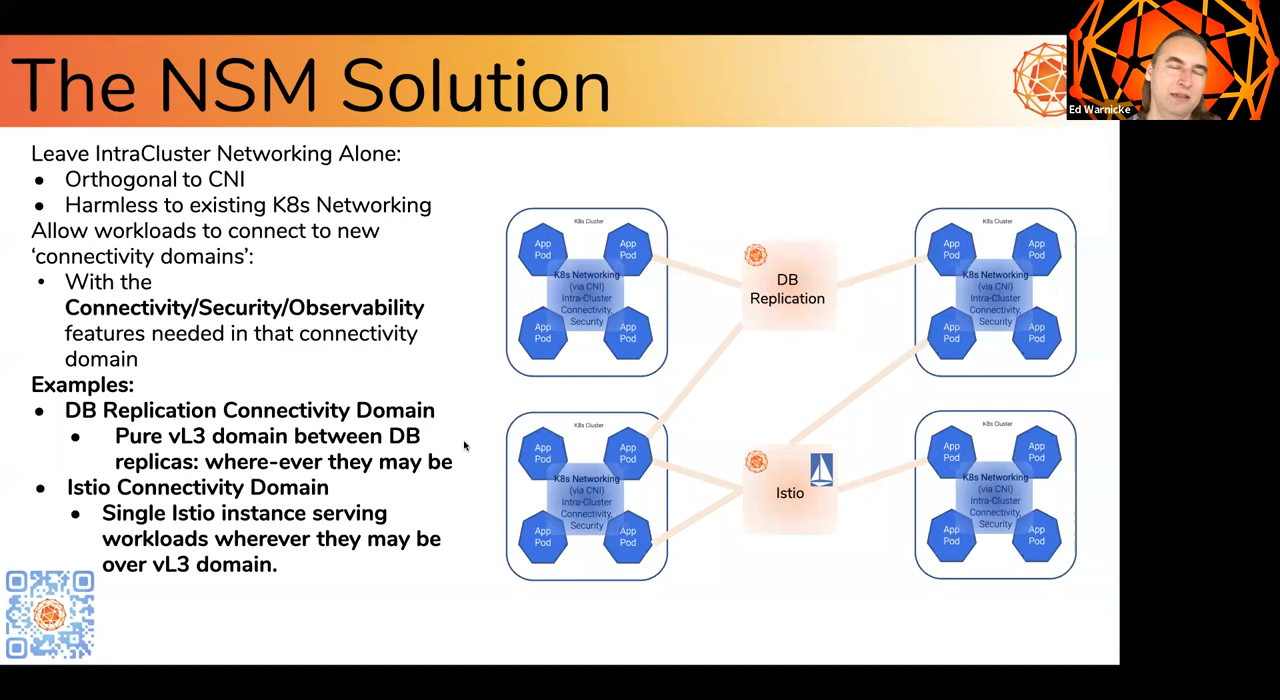 The NSM Solution
Ed Warnicke
Leave IntraCluster Networking Alone:
● Orthogonal to CNI
● Harmless to existing K8s Networking
Allow workloads to connect to new
‘connectivity domains’:
• With the
Connectivity/Security/Observability
features needed in that connectivity
domain
Examples:
● DB Replication Connectivity Domain
● Pure vL3 domain between DB
replicas: where-ever they may be
● Istio Connectivity Domain
● Single Istio instance serving
workloads wherever they may be
over vL3 domain.
K8s Cluster
App
Pod
App
Pod
K8s Networking
(via CNI)
Intra-Cluster
Connectivity,
Security
App
Pod
App
Pod
DB
Replication
K8s Cluster
App
Pod
App
Pod
K8s Networking
(via CNI)
Intra-Cluster
Connectivity,
Security
App
Pod
App
Pod
K8s Cluster
App
Pod
App
Pod
K8s Networking
(via CNI)
Intra-Cluster
Connectivity,
Security
App
Pod
App
Pod
Istio
K8s Cluster
App
Pod
App
Pod
K8s Networking
(via CNI)
Intra-Cluster
Connectivity,
Security
App
Pod
App
Pod